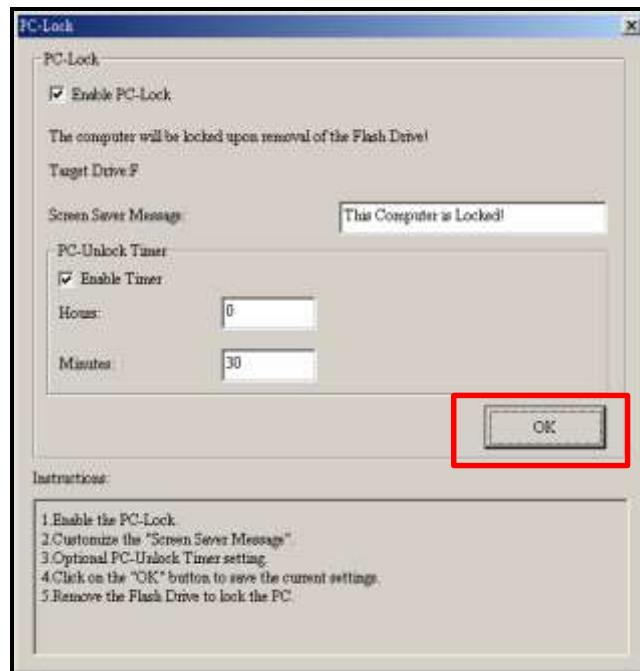 PC-Lock
PC-Lock
Enable PC-Lock
The computer will be locked upon removal of the Flash Drive!
Target Drive:F
Screen Saver Message:
This Computer is Locked!
PC-Unlock Timer
Enable Timer
Hours:
0
Minutes:
30
OK
Instructions:
1.Enable the PC-Lock.
2.Customize the "Screen Saver Message".
3.Optional PC-Unlock Timer setting.
4.Click on the "OK" button to save the current settings.
5.Remove the Flash Drive to lock the PC.